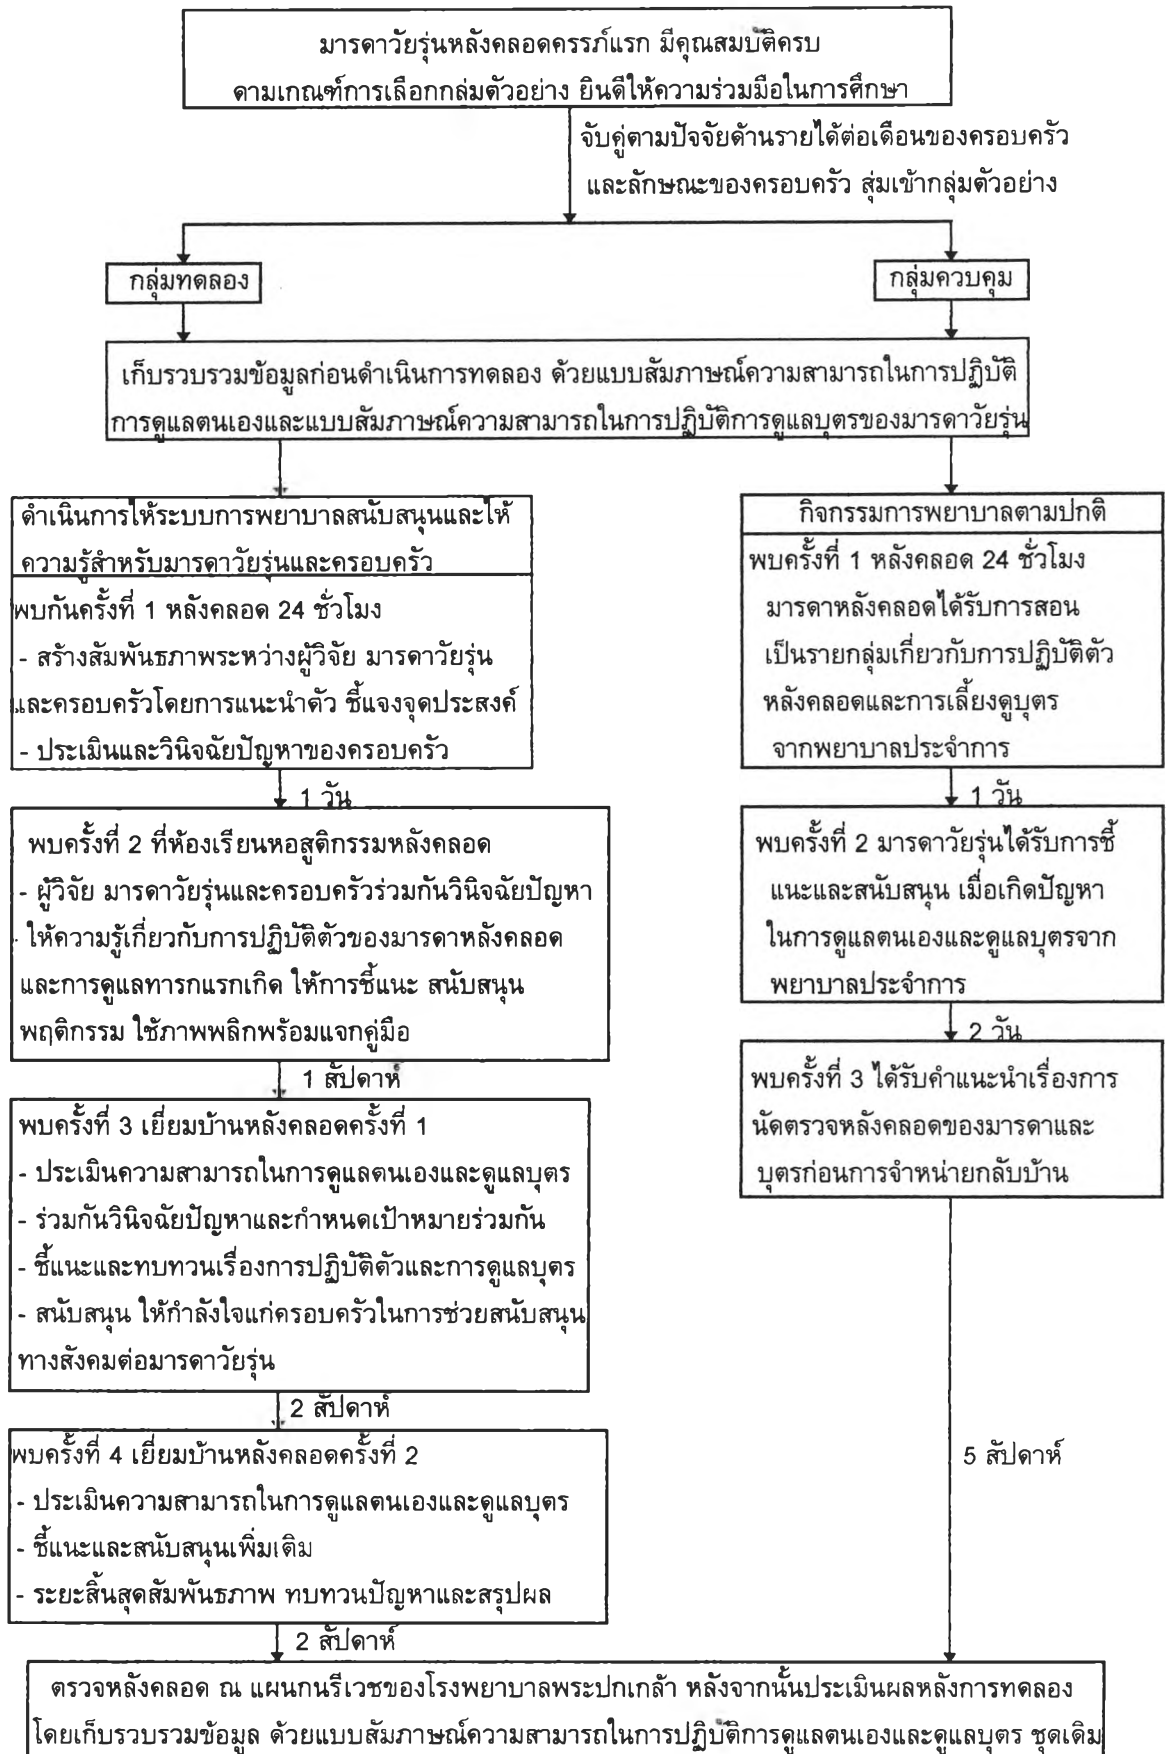 มารดาวัยรุ่นหลังคลอดครรภ์แรก มีคุณสมบัติครบ
ตามเกณฑ์การเลือกกลุ่มตัวอย่าง ยินดีให้ความร่วมมือในการศึกษา
จับคู่ตามปัจจัยด้านรายได้ต่อเดือนของครอบครัว
และลักษณะของครอบครัว สุ่มเข้ากลุ่มตัวอย่าง
กลุ่มทดลอง
กลุ่มควบคุม
เก็บรวบรวมข้อมูลก่อนดำเนินการทดลอง ด้วยแบบสัมภาษณ์ความสามารถในการปฏิบัติ
การดูแลตนเองและแบบสัมภาษณ์ความสามารถในการปฏิบัติการดูแลบุตรของมารดาวัยรุ่น
ดำเนินการให้ระบบการพยาบาลสนับสนุนและให้
ความรู้สำหรับมารดาวัยรุ่นและครอบครัว
พบกันครั้งที่ 1 หลังคลอด 24 ชั่วโมง
- สร้างสัมพันธภาพระหว่างผู้วิจัย มารดาวัยรุ่น
และครอบครัวโดยการแนะนำตัว ชี้แจงจุดประสงค์
- ประเมินและวินิจฉัยปัญหาของครอบครัว
1 วัน
พบครั้งที่ 2 ที่ห้องเรียนหอสูติกรรมหลังคลอด
- ผู้วิจัย มารดาวัยรุ่นและครอบครัวร่วมกันวินิจฉัยปัญหา
ให้ความรู้เกี่ยวกับการปฏิบัติตัวของมารดาหลังคลอด
และการดูแลทารกแรกเกิด ให้การชี้แนะ สนับสนุน
พฤติกรรม ใช้ภาพพลิกพร้อมแจกคู่มือ
1 สัปดาห์
พบครั้งที่ 3 เยี่ยมบ้านหลังคลอดครั้งที่ 1
- ประเมินความสามารถในการดูแลตนเองและดูแลบุตร
- ร่วมกันวินิจฉัยปัญหาและกำหนดเป้าหมายร่วมกัน
- ชี้แนะและทบทวนเรื่องการปฏิบัติตัวและการดูแลบุตร
- สนับสนุน ให้กำลังใจแก่ครอบครัวในการช่วยสนับสนุน
ทางสังคมต่อมารดาวัยรุ่น
2 สัปดาห์
พบครั้งที่ 4 เยี่ยมบ้านหลังคลอดครั้งที่ 2
- ประเมินความสามารถในการดูแลตนเองและดูแลบุตร
- ชี้แนะและสนับสนุนเพิ่มเติม
- ระยะสิ้นสุดสัมพันธภาพ ทบทวนปัญหาและสรุปผล
2 สัปดาห์
กิจกรรมการพยาบาลตามปกติ
พบครั้งที่ 1 หลังคลอด 24 ชั่วโมง
มารดาหลังคลอดได้รับการสอน
เป็นรายกลุ่มเกี่ยวกับการปฏิบัติตัว
หลังคลอดและการเลี้ยงดูบุตร
จากพยาบาลประจำการ
1 วัน
พบครั้งที่ 2 มารดาวัยรุ่นได้รับการชี้
แนะและสนับสนุน เมื่อเกิดปัญหา
ในการดูแลตนเองและดูแลบุตรจาก
พยาบาลประจำการ
2 วัน
พบครั้งที่ 3 ได้รับคำแนะนำเรื่องการ
นัดตรวจหลังคลอดของมารดาและ
บุตรก่อนการจำหน่ายกลับบ้าน
5 สัปดาห์
ตรวจหลังคลอด ณ แผนกนรีเวชของโรงพยาบาลพระปกเกล้า หลังจากนั้นประเมินผลหลังการทดลอง
โดยเก็บรวบรวมข้อมูล ด้วยแบบสัมภาษณ์ความสามารถในการปฏิบัติการดูแลตนเองและดูแลบุตร ชุดเดิม